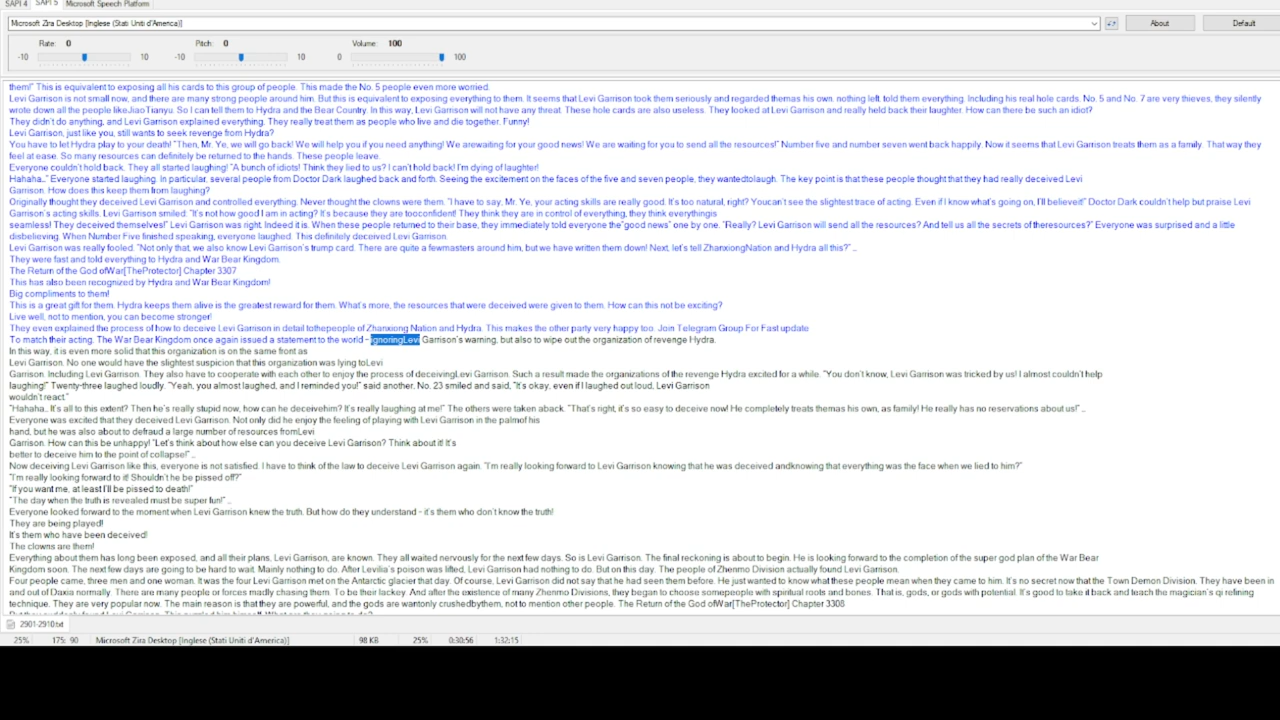 SAPI 4 SAPI 5 Microsoft Speech Platform
Microsoft Zira Desktop [Inglese (Stati Uniti d'America)] About Default
Rate: 0 Pitch: 0 Volume: 100
-10 10 -10 10 0 100
them!" This is equivalent to exposing all his cards to this group of people. This made the No. 5 people even more worried.
Levi Garrison is not small now, and there are many strong people around him. But this is equivalent to exposing everything to them. It seems that Levi Garrison took them seriously and regarded themas his own. nothing left. told them everything. Including his real hole cards. No. 5 and No. 7 are very thieves, they silently
wrote down all the people likeJiaoTianyu. So I can tell them to Hydra and the Bear Country. In this way, Levi Garrison will not have any threat. These hole cards are also useless. They looked at Levi Garrison and really held back their laughter. How can there be such an idiot?
They didn't do anything, and Levi Garrison explained everything. They really treat them as people who live and die together. Funny!
Levi Garrison, just like you, still wants to seek revenge from Hydra?
You have to let Hydra play to your death! "Then, Mr. Ye, we will go back! We will help you if you need anything! We arewaiting for your good news! We are waiting for you to send all the resources!" Number five and number seven went back happily. Now it seems that Levi Garrison treats them as a family. That way they
feel at ease. So many resources can definitely be returned to the hands. These people leave.
Everyone couldn't hold back. They all started laughing! "A bunch of idiots! Think they lied to us? I can't hold back! I'm dying of laughter!
Hahaha..." Everyone started laughing. In particular, several people from Doctor Dark laughed back and forth. Seeing the excitement on the faces of the five and seven people, they wantedtolaugh. The key point is that these people thought that they had really deceived Levi
Garrison. How does this keep them from laughing?
Originally thought they deceived Levi Garrison and controlled everything. Never thought the clowns were them. "I have to say, Mr. Ye, your acting skills are really good. It's too natural, right? Youcan't see the slightest trace of acting. Even if I know what's going on, I'll believeit!" Doctor Dark couldn't help but praise Levi
Garrison's acting skills. Levi Garrison smiled: "It's not how good I am in acting? It's because they are tooconfident! They think they are in control of everything, they think everythingis
seamless! They deceived themselves!" Levi Garrison was right. Indeed it is. When these people returned to their base, they immediately told everyone the"good news" one by one. "Really? Levi Garrison will send all the resources? And tell us all the secrets of theresources?" Everyone was surprised and a little
disbelieving. When Number Five finished speaking, everyone laughed. This definitely deceived Levi Garrison.
Levi Garrison was really fooled. "Not only that, we also know Levi Garrison's trump card. There are quite a fewmasters around him, but we have written them down! Next, let's tell ZhanxiongNation and Hydra all this?" ...
They were fast and told everything to Hydra and War Bear Kingdom.
The Return of the God ofWar[TheProtector] Chapter 3307
This has also been recognized by Hydra and War Bear Kingdom!
Big compliments to them!
This is a great gift for them. Hydra keeps them alive is the greatest reward for them. What's more, the resources that were deceived were given to them. How can this not be exciting?
Live well, not to mention, you can become stronger!
They even explained the process of how to deceive Levi Garrison in detail tothepeople of Zhanxiong Nation and Hydra. This makes the other party very happy too. Join Telegram Group For Fast update
To match their acting. The War Bear Kingdom once again issued a statement to the world - ignoringLevi Garrison's warning, but also to wipe out the organization of revenge Hydra.
In this way, it is even more solid that this organization is on the same front as
Levi Garrison. No one would have the slightest suspicion that this organization was lying toLevi
Garrison. Including Levi Garrison. They also have to cooperate with each other to enjoy the process of deceivingLevi Garrison. Such a result made the organizations of the revenge Hydra excited for a while. "You don't know, Levi Garrison was tricked by us! I almost couldn't help
laughing!" Twenty-three laughed loudly. "Yeah, you almost laughed, and I reminded you!" said another. No. 23 smiled and said, "It's okay, even if I laughed out loud, Levi Garrison
wouldn't react."
"Hahaha... It's all to this extent? Then he's really stupid now, how can he deceivehim? It's really laughing at me!" The others were taken aback. "That's right, it's so easy to deceive now! He completely treats themas his own, as family! He really has no reservations about us!" ...
Everyone was excited that they deceived Levi Garrison. Not only did he enjoy the feeling of playing with Levi Garrison in the palmof his
hand, but he was also about to defraud a large number of resources fromLevi
Garrison. How can this be unhappy! "Let's think about how else can you deceive Levi Garrison? Think about it! It's
better to deceive him to the point of collapse!" ...
Now deceiving Levi Garrison like this, everyone is not satisfied. I have to think of the law to deceive Levi Garrison again. "I'm really looking forward to Levi Garrison knowing that he was deceived andknowing that everything was the face when we lied to him?"
"I'm really looking forward to it! Shouldn't he be pissed off?"
"If you want me, at least I'll be pissed to death!"
"The day when the truth is revealed must be super fun!" ...
Everyone looked forward to the moment when Levi Garrison knew the truth. But how do they understand - it's them who don't know the truth!
They are being played!
It's them who have been deceived!
The clowns are them!
Everything about them has long been exposed, and all their plans, Levi Garrison, are known. They all waited nervously for the next few days. So is Levi Garrison. The final reckoning is about to begin. He is looking forward to the completion of the super god plan of the War Bear
Kingdom soon. The next few days are going to be hard to wait. Mainly nothing to do. After Levilia's poison was lifted, Levi Garrison had nothing to do. But on this day. The people of Zhenmo Division actually found Levi Garrison.
Four people came, three men and one woman. It was the four Levi Garrison met on the Antarctic glacier that day. Of course, Levi Garrison did not say that he had seen them before. He just wanted to know what these people mean when they came to him. It's no secret now that the Town Demon Division. They have been in
and out of Daxia normally. There are many people or forces madly chasing them. To be their lackey. And after the existence of many Zhenmo Divisions, they began to choose somepeople with spiritual roots and bones. That is, gods, or gods with potential. It's good to take it back and teach the magician's qi refining
technique. They are very popular now. The main reason is that they are powerful, and the gods are wantonly crushedbythem, not to mention other people. The Return of the God ofWar[TheProtector] Chapter 3308
2901-2910.txt
25% 175: 90 Microsoft Zira Desktop [Inglese (Stati Uniti d'America)] 98 KB 25% 0:30:56 1:32:15